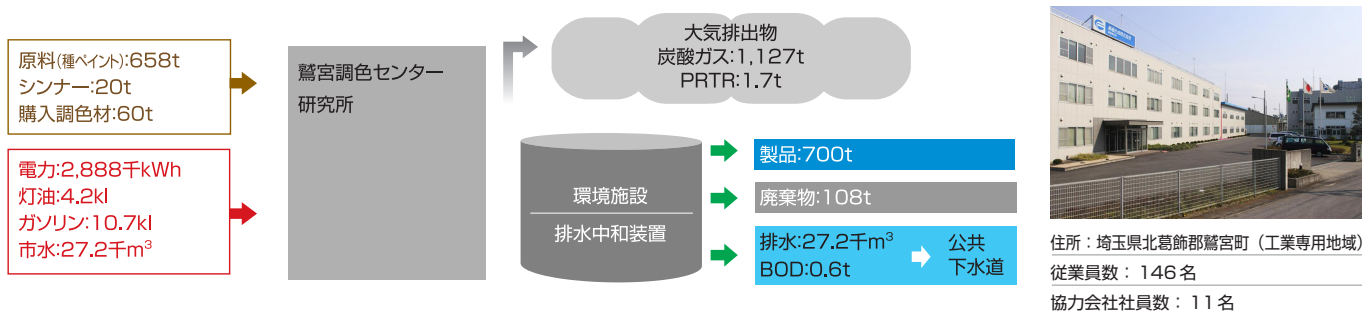 原料(種ペイント):658t
シンナー:20t
購入調色材:60t
電力:2,888千kWh
灯油:4.2kl
ガソリン:10.7kl
市水:27.2千m³
鷲宮調色センター
研究所
大気排出物
炭酸ガス:1,127t
PRTR:1.7t
環境施設
排水中和装置
製品:700t
廃棄物:108t
排水:27.2千m³
BOD:0.6t
公共
下水道
住所：埼玉県北葛飾郡鷲宮町（工業専用地域）
従業員数：146名
協力会社社員数：11名